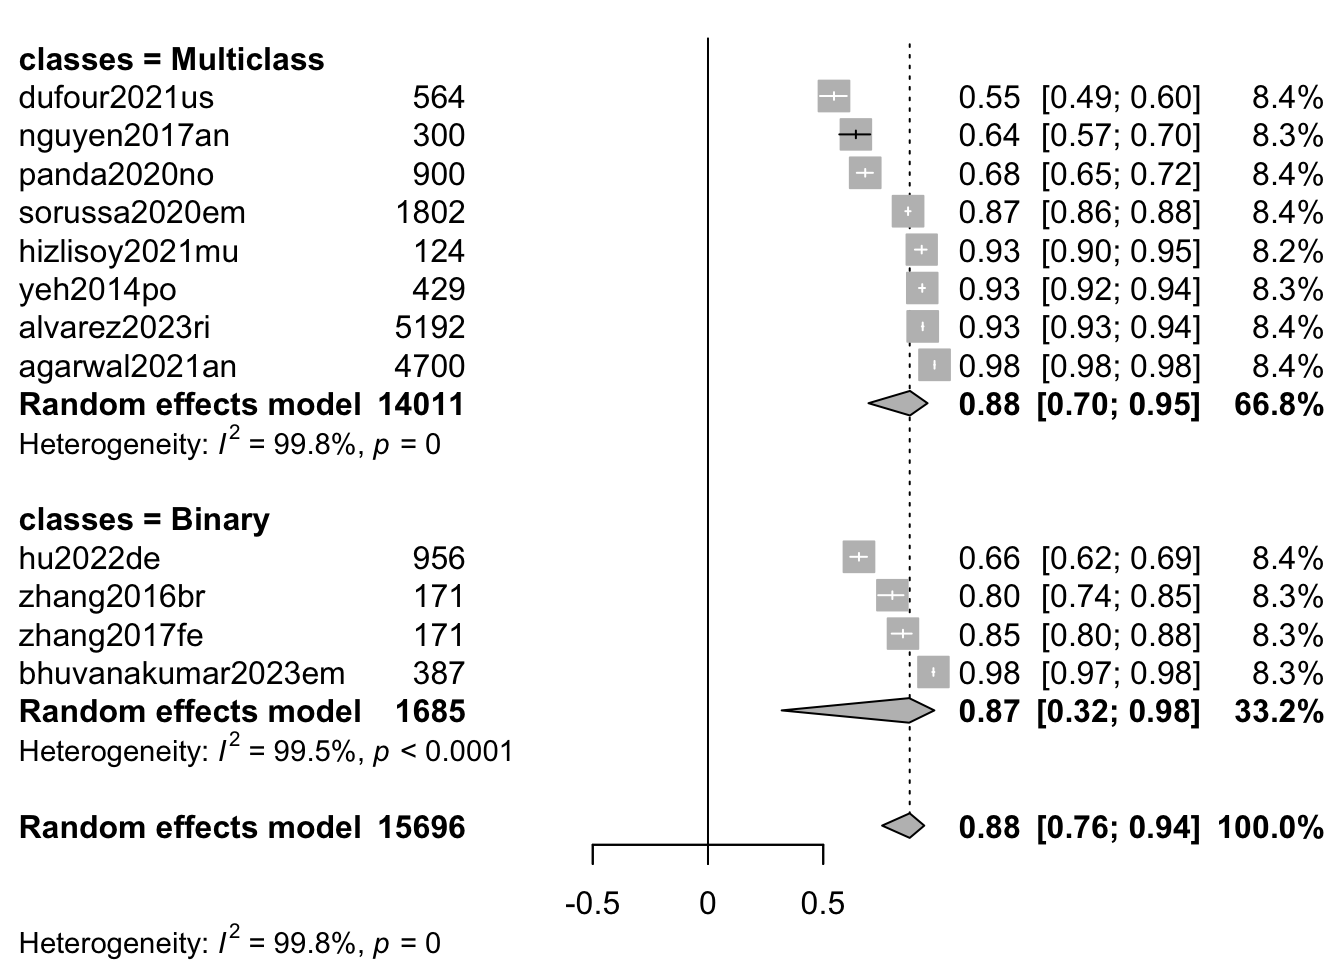 classes = Multiclass
dufour2021us 564 0.55 [0.49; 0.60] 8.4%
nguyen2017an 300 0.64 [0.57; 0.70] 8.3%
panda2020no 900 0.68 [0.65; 0.72] 8.4%
sorussa2020em 1802 0.87 [0.86; 0.88] 8.4%
hizlisoy2021mu 124 0.93 [0.90; 0.95] 8.2%
yeh2014po 429 0.93 [0.92; 0.94] 8.3%
alvarez2023ri 5192 0.93 [0.93; 0.94] 8.4%
agarwal2021an 4700 0.98 [0.98; 0.98] 8.4%
Random effects model 14011 0.88 [0.70; 0.95] 66.8%
Heterogeneity: I² = 99.8%, p = 0
classes = Binary
hu2022de 956 0.66 [0.62; 0.69] 8.4%
zhang2016br 171 0.80 [0.74; 0.85] 8.3%
zhang2017fe 171 0.85 [0.80; 0.88] 8.3%
bhuvanakumar2023em 387 0.98 [0.97; 0.98] 8.3%
Random effects model 1685 0.87 [0.32; 0.98] 33.2%
Heterogeneity: I² = 99.5%, p < 0.0001
Random effects model 15696 0.88 [0.76; 0.94] 100.0%
-0.5 0 0.5
Heterogeneity: I² = 99.8%, p = 0